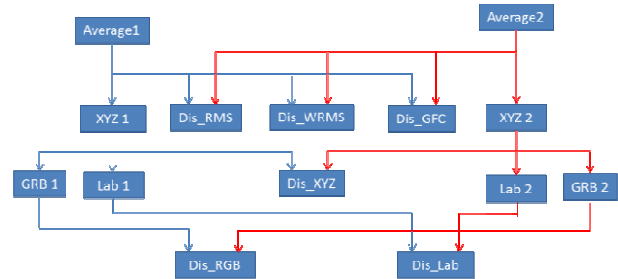 Average1
Average2
XYZ 1
Dis_RMS
Dis_WRMS
Dis_GFC
XYZ 2
GRB 1
Lab 1
Dis_XYZ
Lab 2
GRB 2
Dis_RGB
Dis_Lab